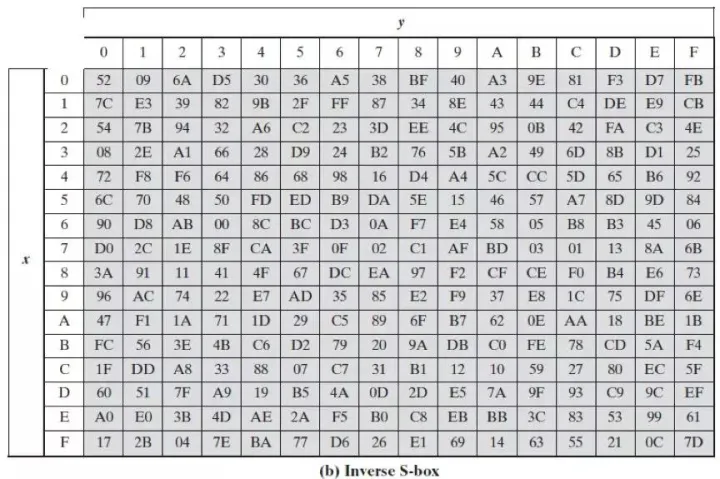 y
0 1 2 3 4 5 6 7 8 9 A B C D E F
0 52 09 6A D5 30 36 A5 38 BF 40 A3 9E 81 F3 D7 FB
1 7C E3 39 82 9B 2F FF 87 34 8E 43 44 C4 DE E9 CB
2 54 7B 94 32 A6 C2 23 3D EE 4C 95 0B 42 FA C3 4E
3 08 2E A1 66 28 D9 24 B2 76 5B A2 49 6D 8B D1 25
4 72 F8 F6 64 86 68 98 16 D4 A4 5C CC 5D 65 B6 92
5 6C 70 48 50 FD ED B9 DA 5E 15 46 57 A7 8D 9D 84
6 90 D8 AB 00 8C BC D3 0A F7 E4 58 05 B8 B3 45 06
7 D0 2C 1E 8F CA 3F 0F 02 C1 AF BD 03 01 13 8A 6B
x
8 3A 91 11 41 4F 67 DC EA 97 F2 CF CE F0 B4 E6 73
9 96 AC 74 22 E7 AD 35 85 E2 F9 37 E8 1C 75 DF 6E
A 47 F1 1A 71 1D 29 C5 89 6F B7 62 0E AA 18 BE 1B
B FC 56 3E 4B C6 D2 79 20 9A DB C0 FE 78 CD 5A F4
C 1F DD A8 33 88 07 C7 31 B1 12 10 59 27 80 EC 5F
D 60 51 7F A9 19 B5 4A 0D 2D E5 7A 9F 93 C9 9C EF
E A0 E0 3B 4D AE 2A F5 B0 C8 EB BB 3C 83 53 99 61
F 17 2B 04 7E BA 77 D6 26 E1 69 14 63 55 21 0C 7D
(b) Inverse S-box